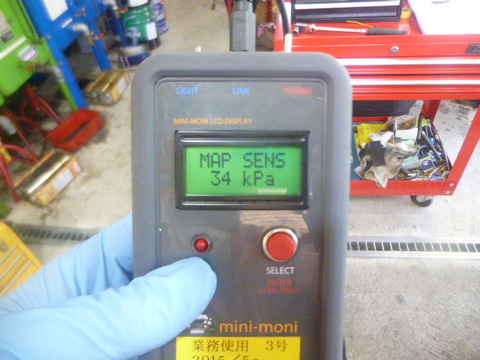 LIGHT LINK POWER
MINI-MONI LCD DISPLAY
MAP SENS
34 kPa
SELECT
ENTER
mini-moni
業務使用 3号